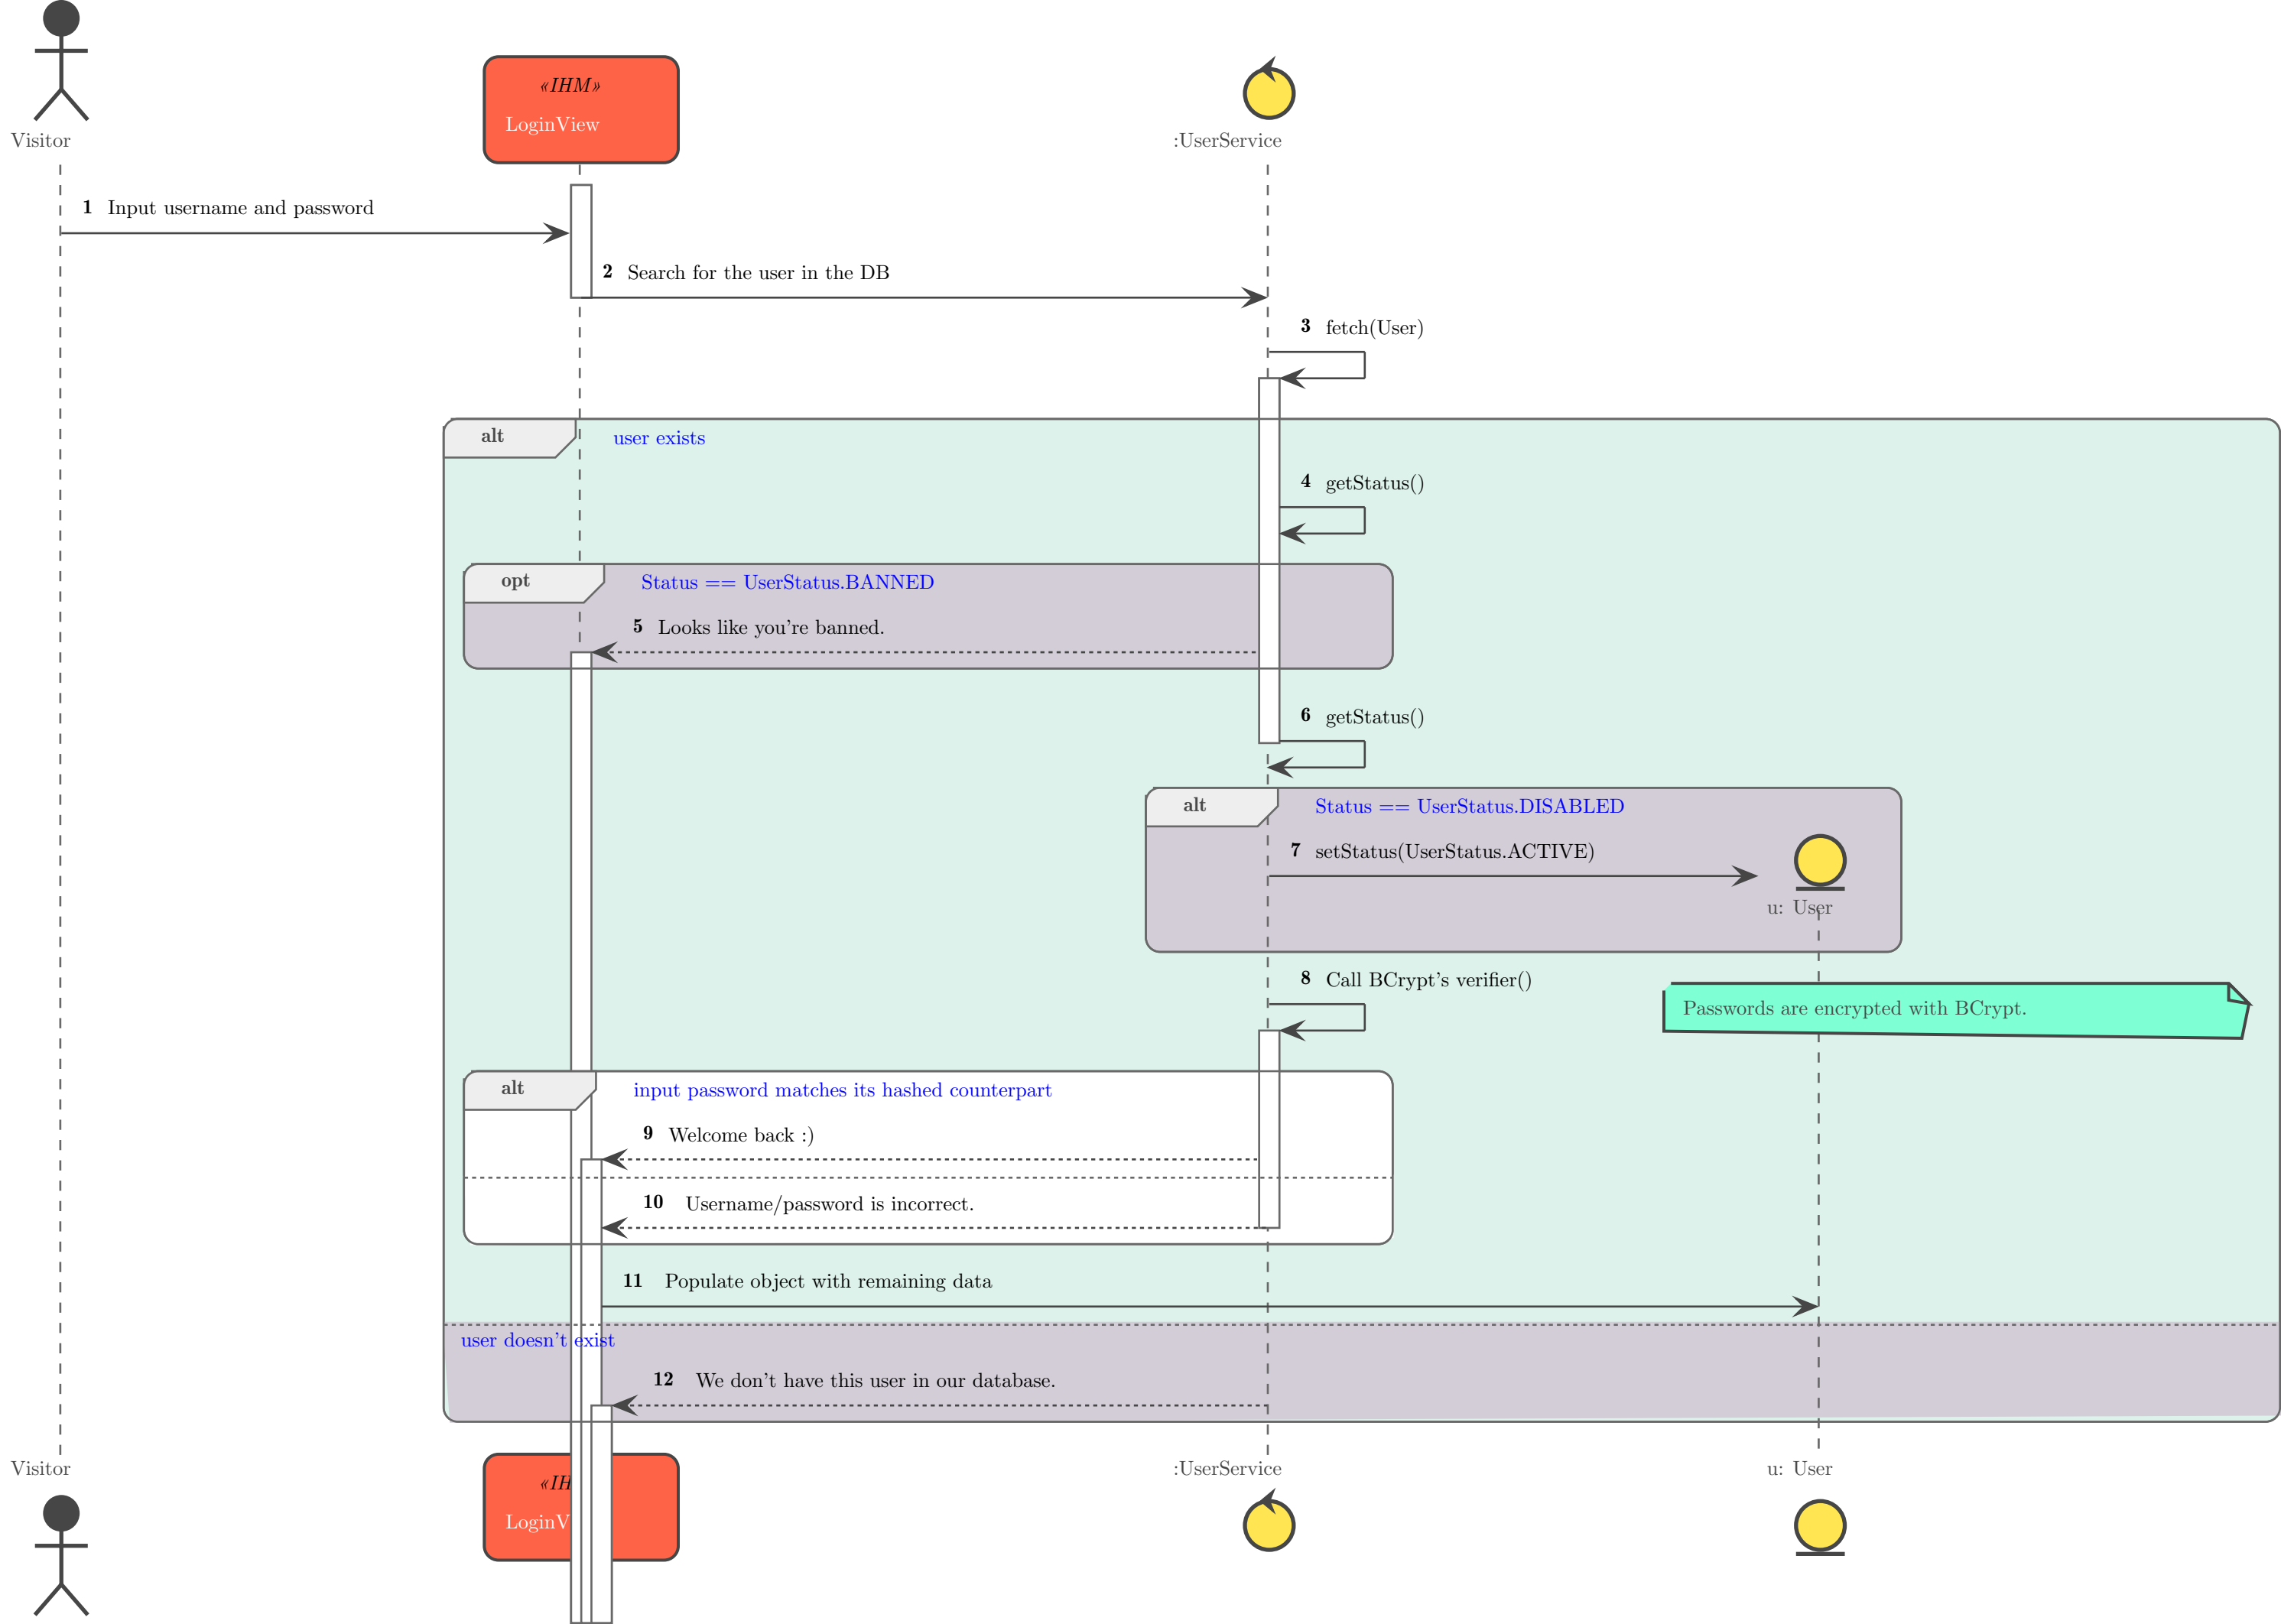 Visitor
«IHM»
LoginView
:UserService
1 Input username and password
2 Search for the user in the DB
3 fetch(User)
alt user exists
4 getStatus()
opt Status == UserStatus.BANNED
5 Looks like you're banned.
6 getStatus()
alt Status == UserStatus.DISABLED
7 setStatus(UserStatus.ACTIVE)
u: User
8 Call BCrypt's verifier()
Passwords are encrypted with BCrypt.
alt input password matches its hashed counterpart
9 Welcome back :)
10 Username/password is incorrect.
11 Populate object with remaining data
user doesn't exist
12 We don't have this user in our database.
Visitor
:UserService
u: User
«IH
LoginV